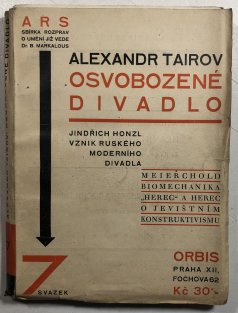 ARS
SBÍRKA ROZPRAV
O UMĚNÍ JIŽ VEDE
Dr. B. MARKALOUS
ALEXANDR TAIROV
OSVOBOZENÉ
DIVADLO
JINDŘICH HONZL
VZNIK RUSKÉHO
MODERNÍHO
DIVADLA
MEIERCHOLD
BIOMECHANIKA
„HEREC" A HEREC
O JEVIŠTNÍM
KONSTRUKTIVISMU
7
SVAZEK
ORBIS
PRAHA XII,
FOCHOVA 62
Kč 30·–